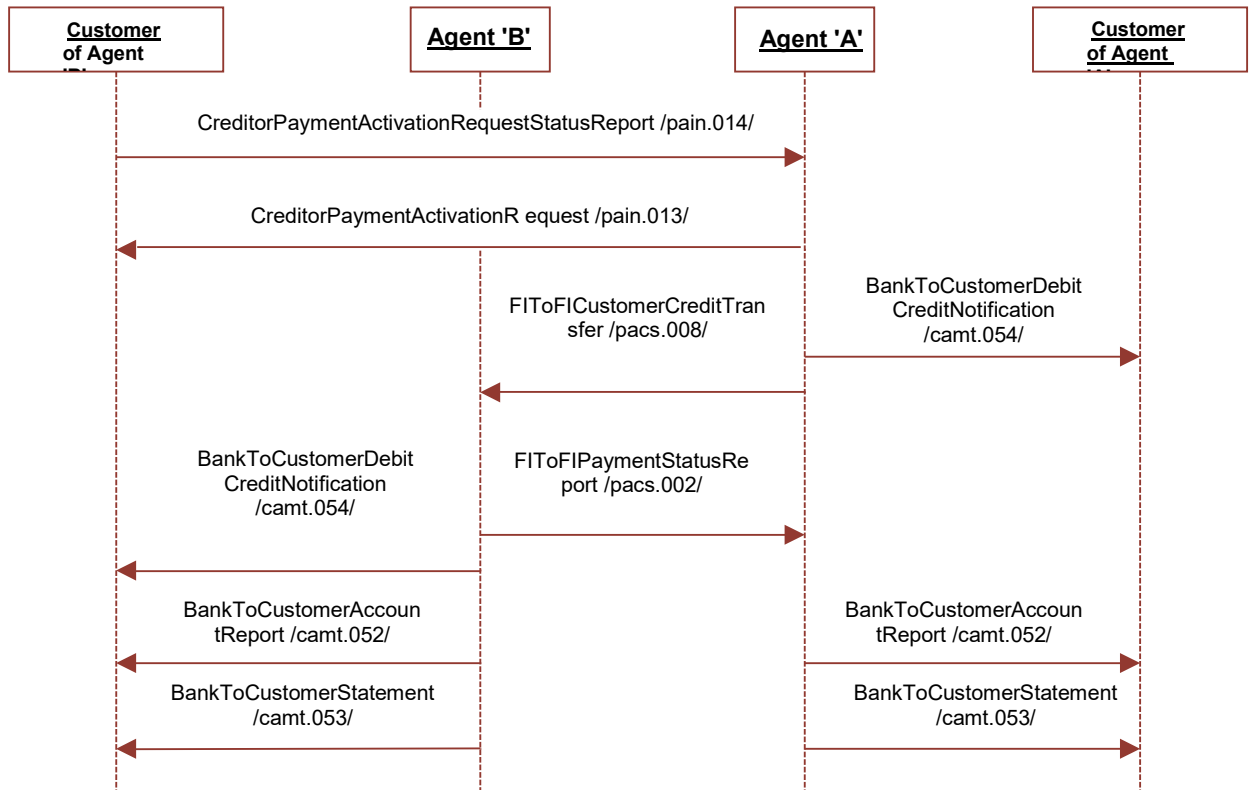 Customer
of Agent
Agent 'B'
Agent 'A'
Customer
of Agent
CreditorPaymentActivationRequestStatusReport /pain.014/
CreditorPaymentActivationR equest /pain.013/
FIToFICustomerCreditTran
sfer /pacs.008/
BankToCustomerDebit
CreditNotification
/camt.054/
BankToCustomerDebit
CreditNotification
/camt.054/
FIToFIPaymentStatusRe
port /pacs.002/
BankToCustomerAccoun
tReport /camt.052/
BankToCustomerAccoun
tReport /camt.052/
BankToCustomerStatement
/camt.053/
BankToCustomerStatement
/camt.053/